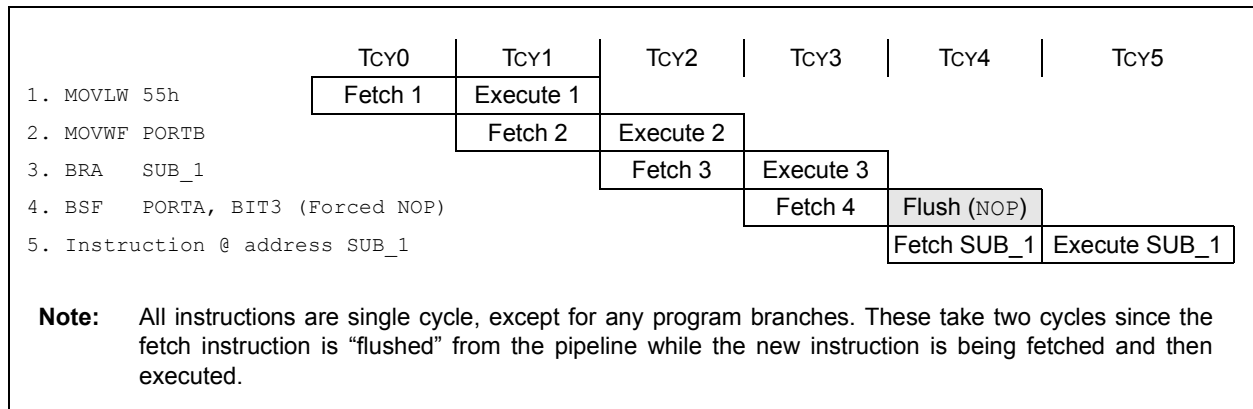 TCY0 TCY1 TCY2 TCY3 TCY4 TCY5
1. MOVLW 55h Fetch 1 Execute 1
2. MOVWF PORTB Fetch 2 Execute 2
3. BRA SUB_1 Fetch 3 Execute 3
4. BSF PORTA, BIT3 (Forced NOP) Fetch 4 Flush (NOP)
5. Instruction @ address SUB_1 Fetch SUB_1 Execute SUB_1
Note: All instructions are single cycle, except for any program branches. These take two cycles since the
fetch instruction is “flushed” from the pipeline while the new instruction is being fetched and then
executed.